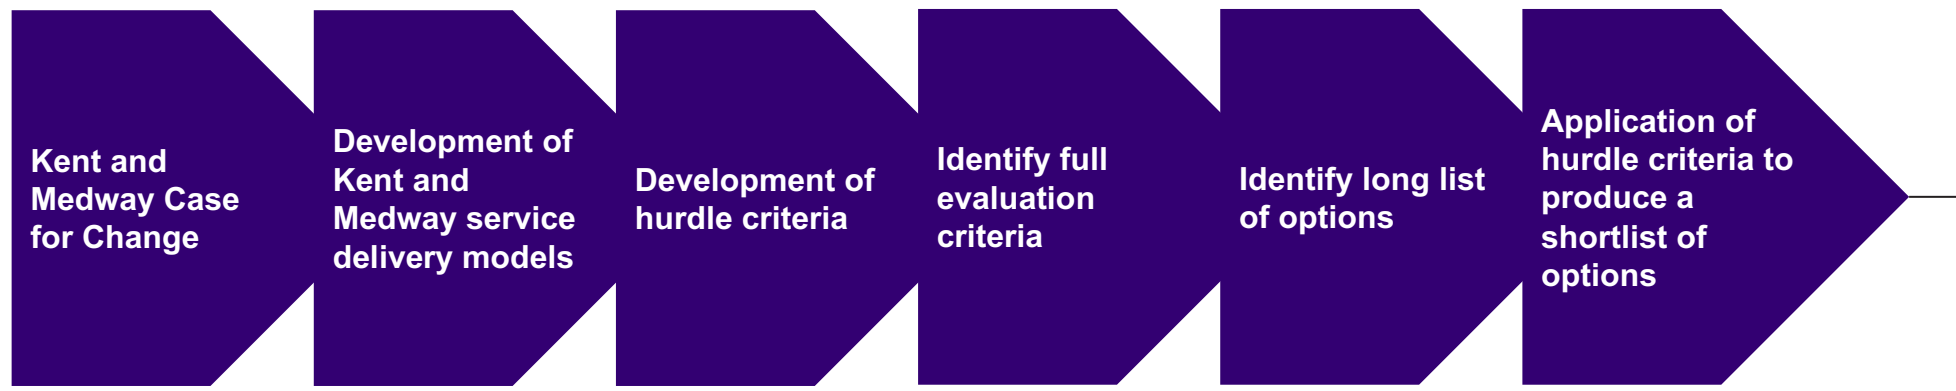 Kent and
Medway Case
for Change
Development of
Kent and
Medway service
delivery models
Development of
hurdle criteria
Identify full
evaluation
criteria
Identify long list
of options
Application of
hurdle criteria to
produce a
shortlist of
options